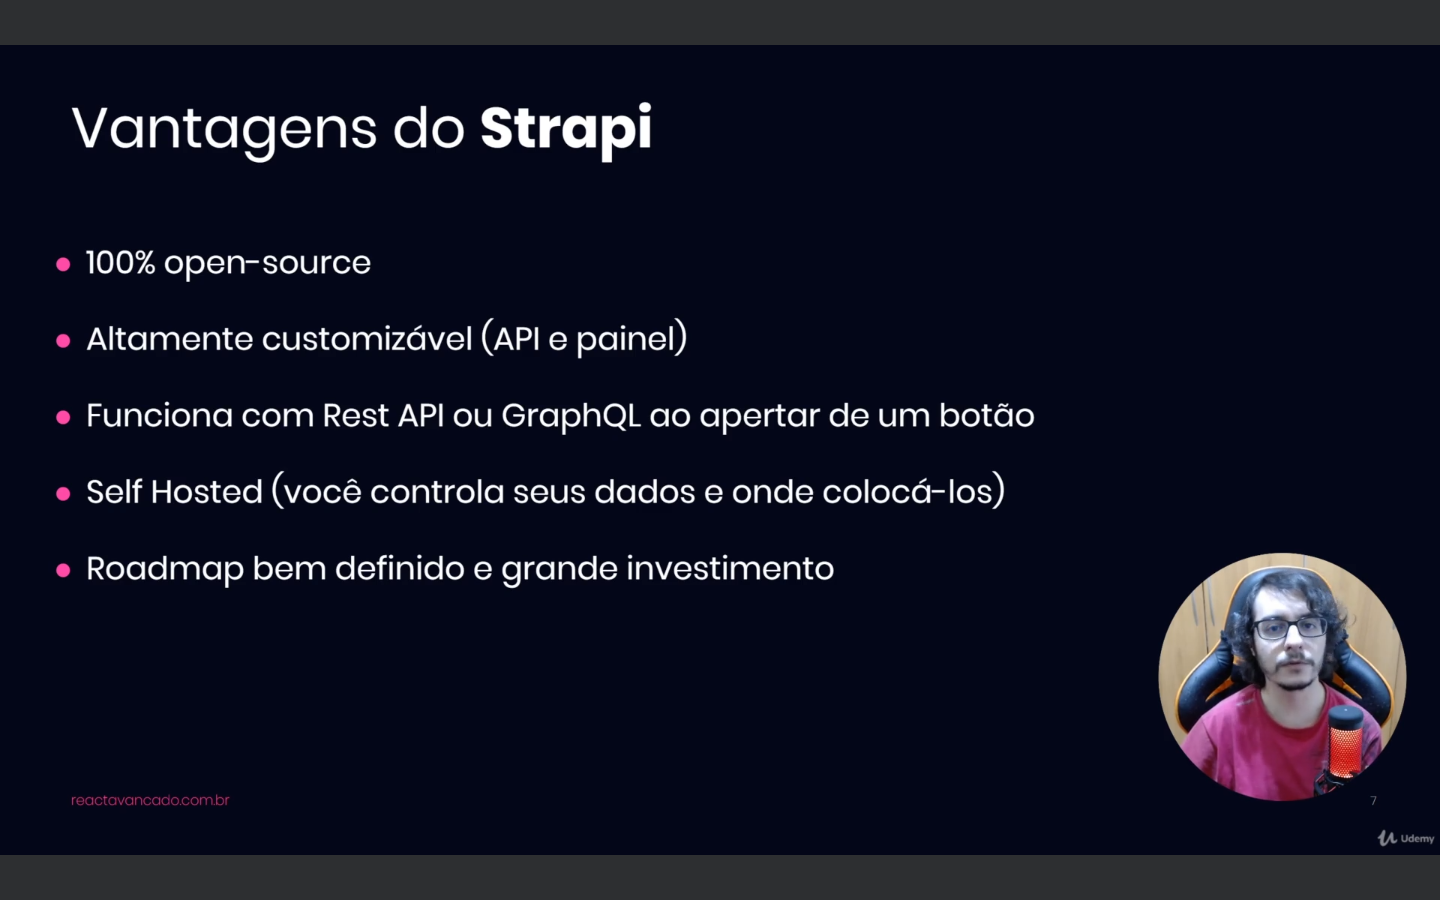 Vantagens do Strapi
100% open-source
Altamente customizável (API e painel)
Funciona com Rest API ou GraphQL ao apertar de um botão
Self Hosted (você controla seus dados e onde colocá-los)
Roadmap bem definido e grande investimento
reactavancado.com.br
7
Udemy